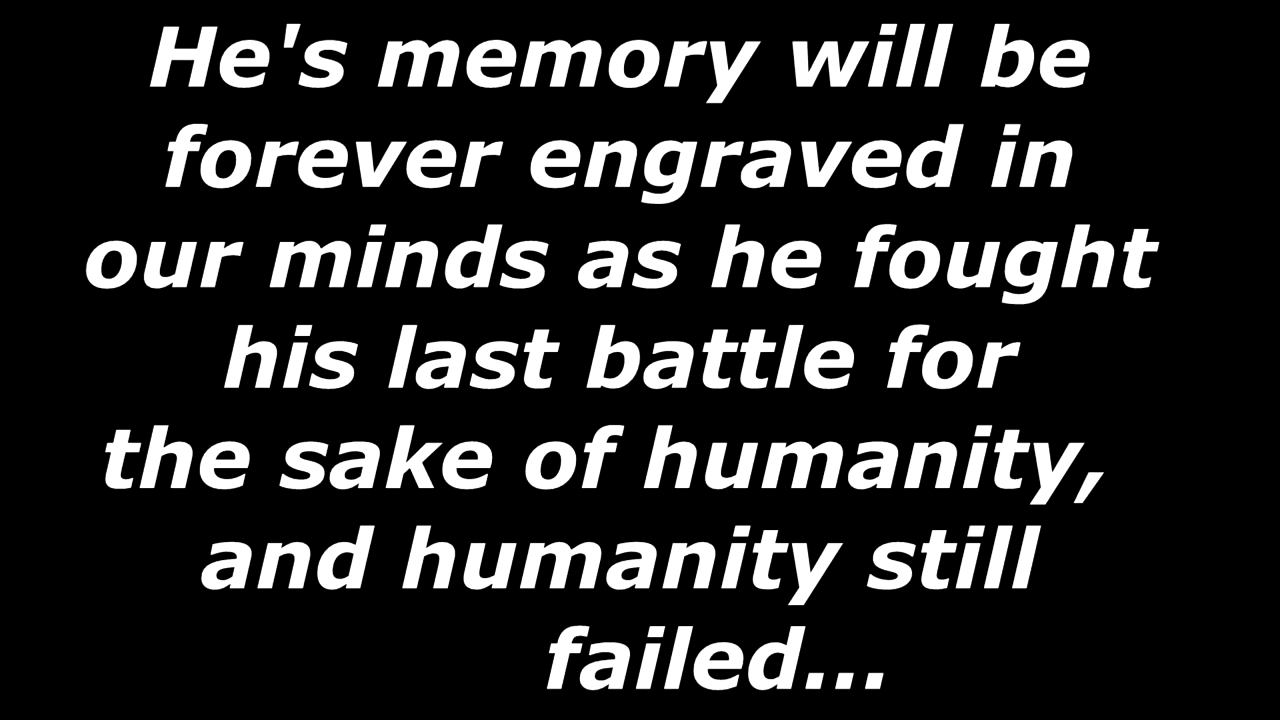 He's memory will be
forever engraved in
our minds as he fought
his last battle for
the sake of humanity,
and humanity still
failed...